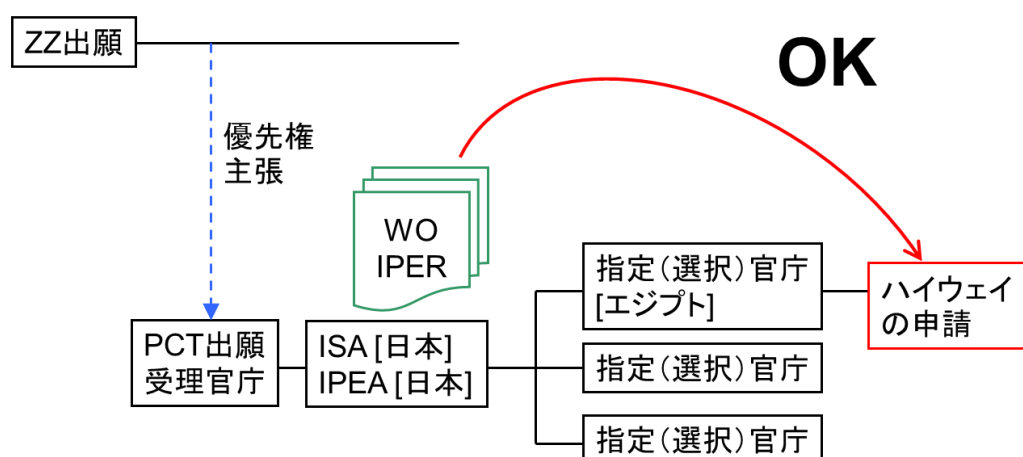 ZZ出願
OK
優先権
主張
WO
IPER
指定(選択)官庁
[エジプト]
ハイウェイ
の申請
PCT出願
受理官庁
ISA [日本]
IPEA [日本]
指定(選択)官庁
指定(選択)官庁